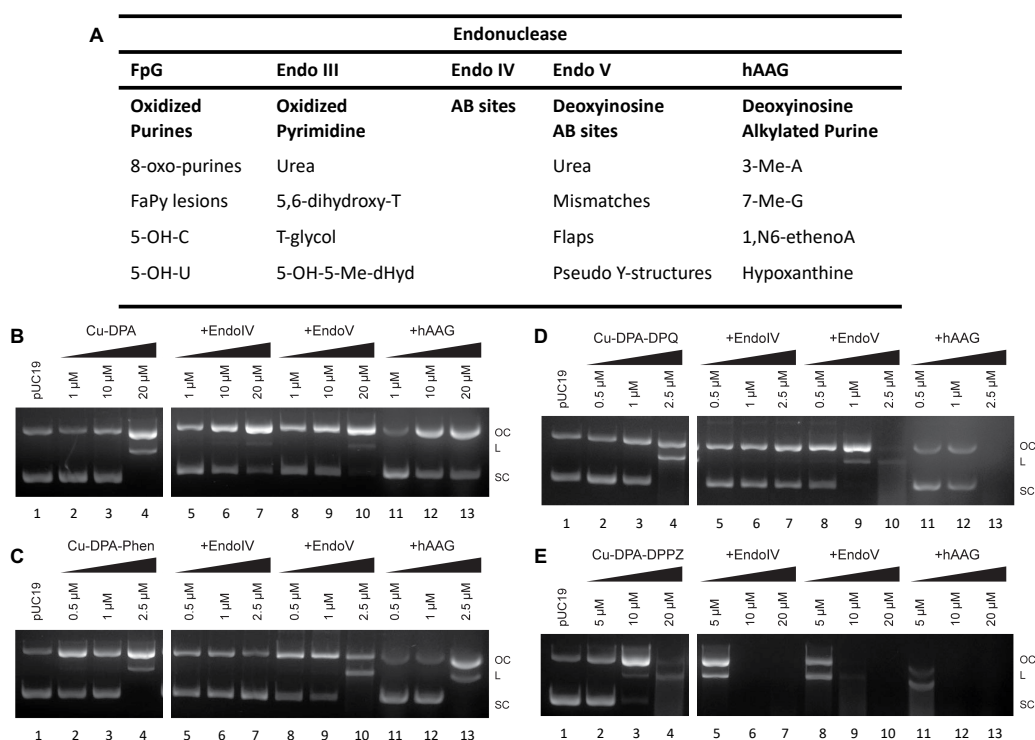 A
Endonuclease
FpG Endo III Endo IV Endo V hAAG
Oxidized Purines Oxidized Pyrimidine AB sites Deoxyinosine AB sites Deoxyinosine Alkylated Purine
8-oxo-purines Urea Urea 3-Me-A
FaPy lesions 5,6-dihydroxy-T Mismatches 7-Me-G
5-OH-C T-glycol Flaps 1,N6-ethenoA
5-OH-U 5-OH-5-Me-dHyd Pseudo Y-structures Hypoxanthine
B
Cu-DPA +EndoIV +EndoV +hAAG
pUC19 1 µM 10 µM 20 µM 1 µM 10 µM 20 µM 1 µM 10 µM 20 µM 1 µM 10 µM 20 µM
OC
L
SC
1 2 3 4 5 6 7 8 9 10 11 12 13
C
Cu-DPA-Phen +EndoIV +EndoV +hAAG
pUC19 0.5 µM 1 µM 2.5 µM 0.5 µM 1 µM 2.5 µM 0.5 µM 1 µM 2.5 µM 0.5 µM 1 µM 2.5 µM
OC
L
SC
1 2 3 4 5 6 7 8 9 10 11 12 13
D
Cu-DPA-DPQ +EndoIV +EndoV +hAAG
pUC19 0.5 µM 1 µM 2.5 µM 0.5 µM 1 µM 2.5 µM 0.5 µM 1 µM 2.5 µM 0.5 µM 1 µM 2.5 µM
OC
L
SC
1 2 3 4 5 6 7 8 9 10 11 12 13
E
Cu-DPA-DPPZ +EndoIV +EndoV +hAAG
pUC19 5 µM 10 µM 20 µM 5 µM 10 µM 20 µM 5 µM 10 µM 20 µM 5 µM 10 µM 20 µM
OC
L
SC
1 2 3 4 5 6 7 8 9 10 11 12 13